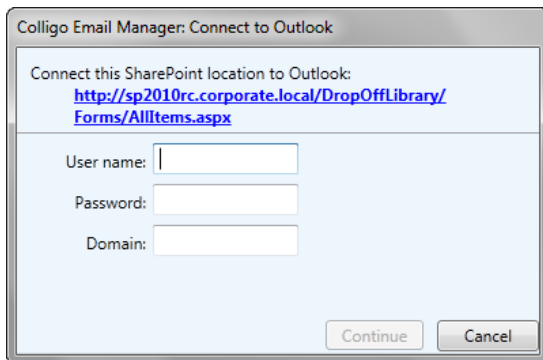 Colligo Email Manager: Connect to Outlook
Connect this SharePoint location to Outlook:
http://sp2010rc.corporate.local/DropOffLibrary/
Forms/AllItems.aspx
User name:
Password:
Domain:
Continue Cancel